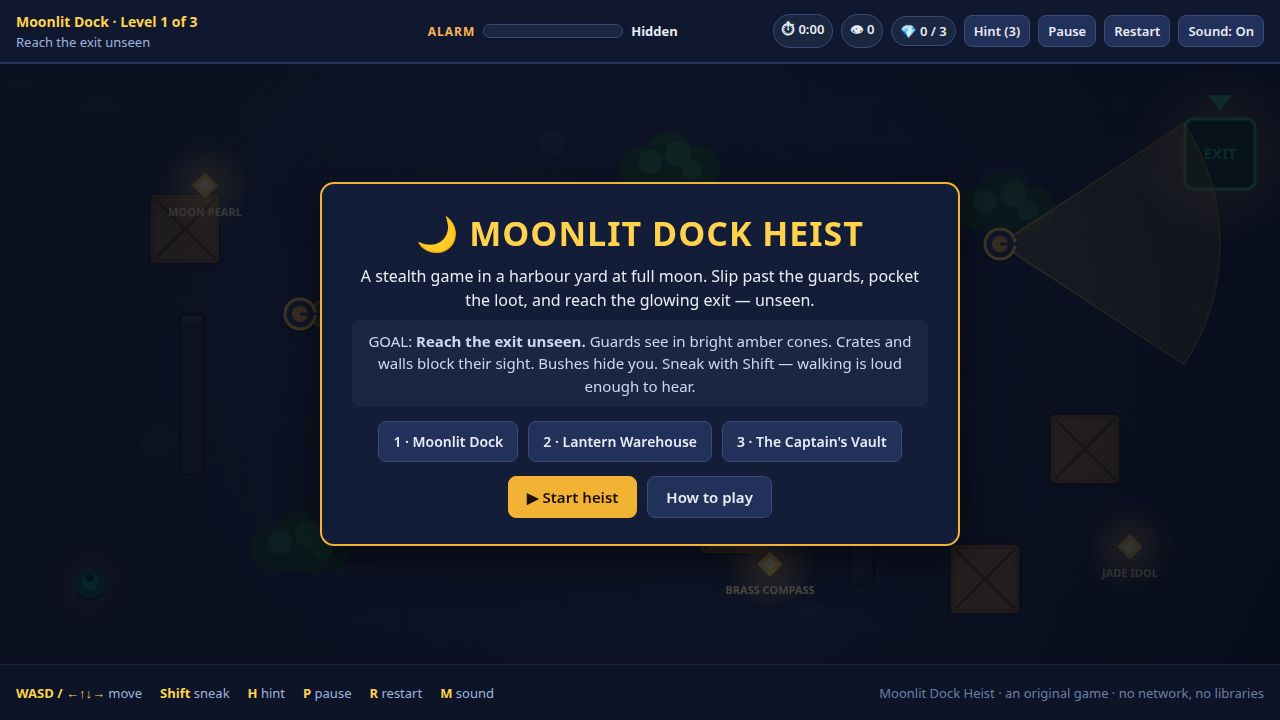 Moonlit Dock · Level 1 of 3
Reach the exit unseen
ALARM Hidden
⏱ 0:00 👁 0 💎 0 / 3 Hint (3) Pause Restart Sound: On
EXIT
MOON PEARL
🌙 MOONLIT DOCK HEIST
A stealth game in a harbour yard at full moon. Slip past the guards, pocket
the loot, and reach the glowing exit — unseen.
GOAL: Reach the exit unseen. Guards see in bright amber cones. Crates and
walls block their sight. Bushes hide you. Sneak with Shift — walking is loud
enough to hear.
1 · Moonlit Dock 2 · Lantern Warehouse 3 · The Captain's Vault
▶ Start heist How to play
JADE IDOL
BRASS COMPASS
WASD / ←↑↓→ move Shift sneak H hint P pause R restart M sound
Moonlit Dock Heist · an original game · no network, no libraries